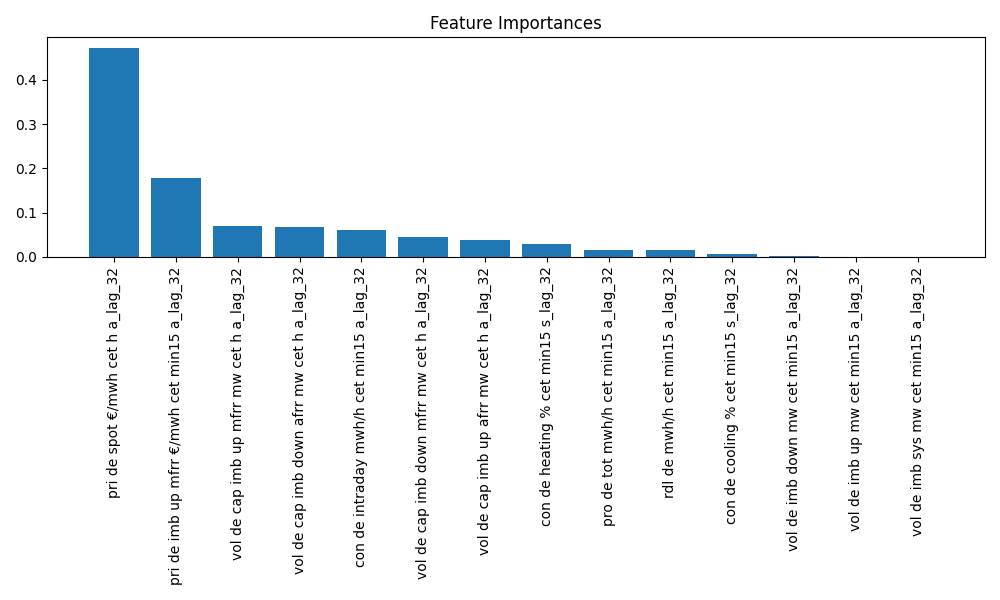 Feature Importances
0.4
0.3
0.2
0.1
0.0
pri de spot €/mwh cet h a_lag_32
pri de imb up mfrr €/mwh cet min15 a_lag_32
vol de cap imb up mfrr mw cet h a_lag_32
vol de cap imb down afrr mw cet h a_lag_32
con de intraday mwh/h cet min15 a_lag_32
vol de cap imb down mfrr mw cet h a_lag_32
vol de cap imb up afrr mw cet h a_lag_32
con de heating % cet min15 s_lag_32
pro de tot mwh/h cet min15 a_lag_32
rdl de mwh/h cet min15 a_lag_32
con de cooling % cet min15 s_lag_32
vol de imb down mw cet min15 a_lag_32
vol de imb up mw cet min15 a_lag_32
vol de imb sys mw cet min15 a_lag_32